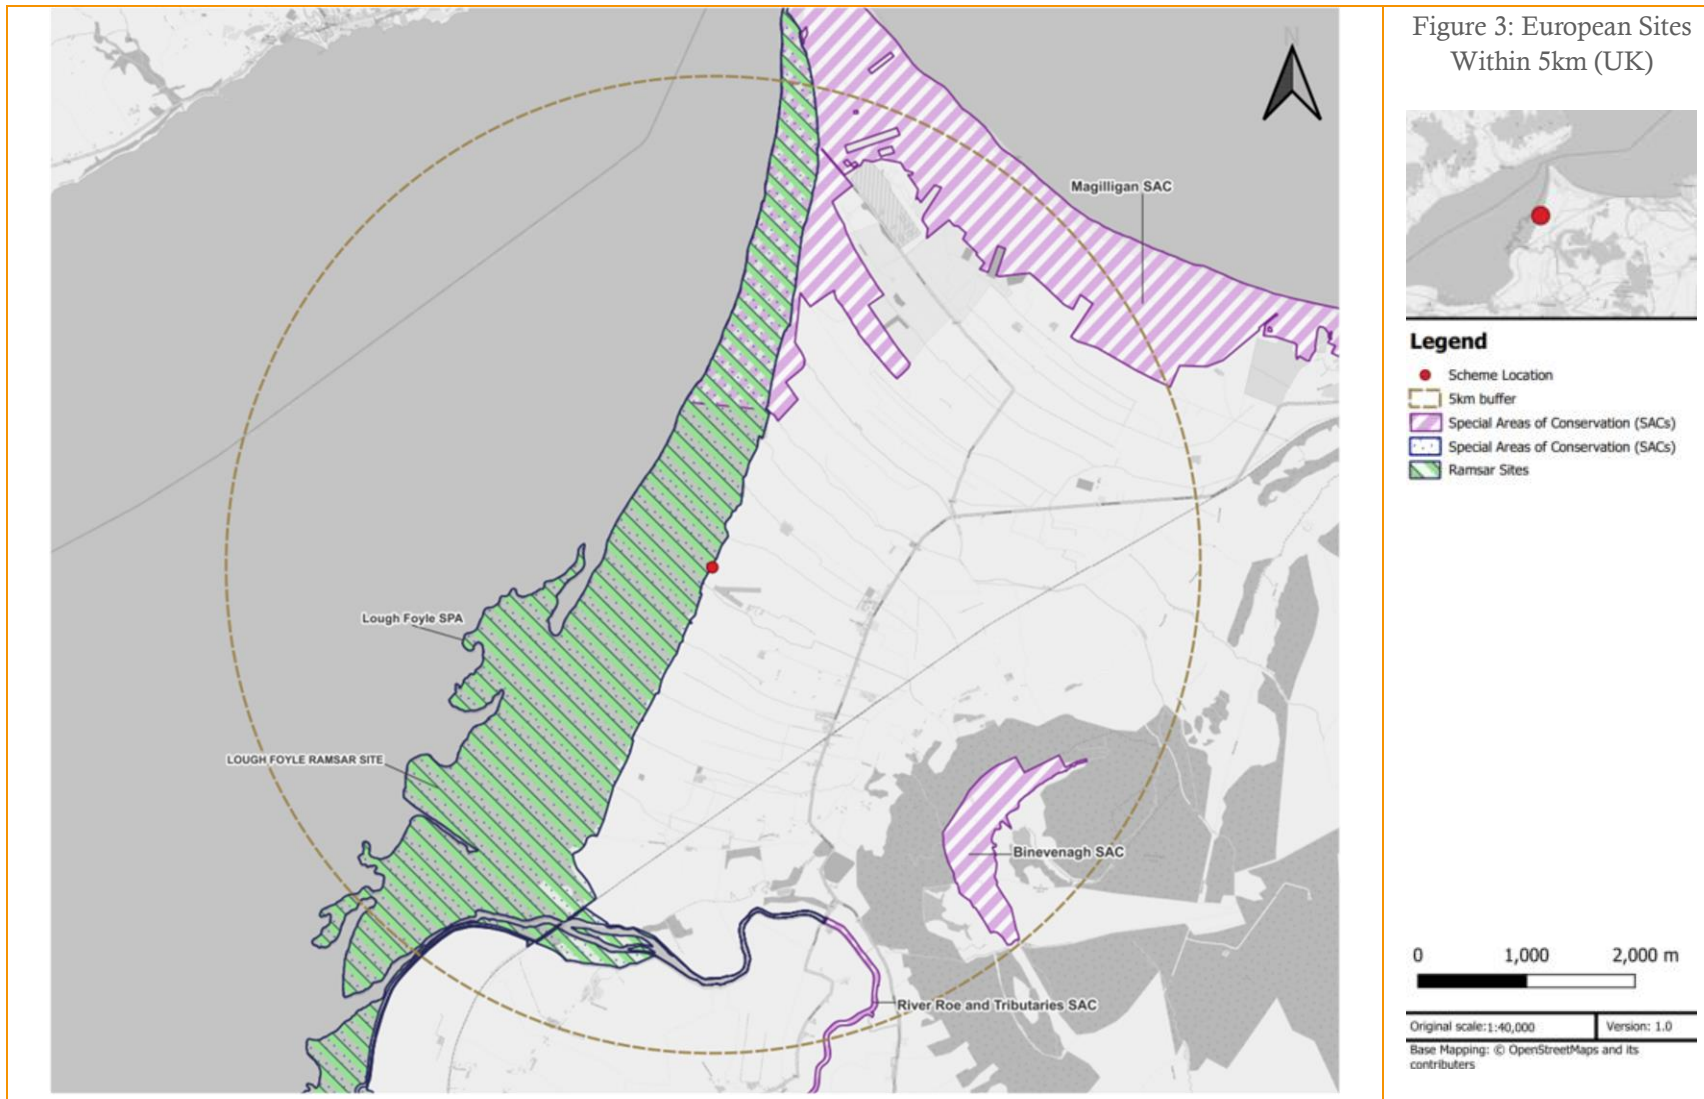 Figure 3: European Sites
Within 5km (UK)
N
Magilligan SAC
Lough Foyle SPA
LOUGH FOYLE RAMSAR SITE
Binevenagh SAC
River Roe and Tributaries SAC
Legend
Scheme Location
5km buffer
Special Areas of Conservation (SACs)
Special Areas of Conservation (SACs)
Ramsar Sites
0 1,000 2,000 m
Original scale:1:40,000 Version: 1.0
Base Mapping: © OpenStreetMaps and its
contributers